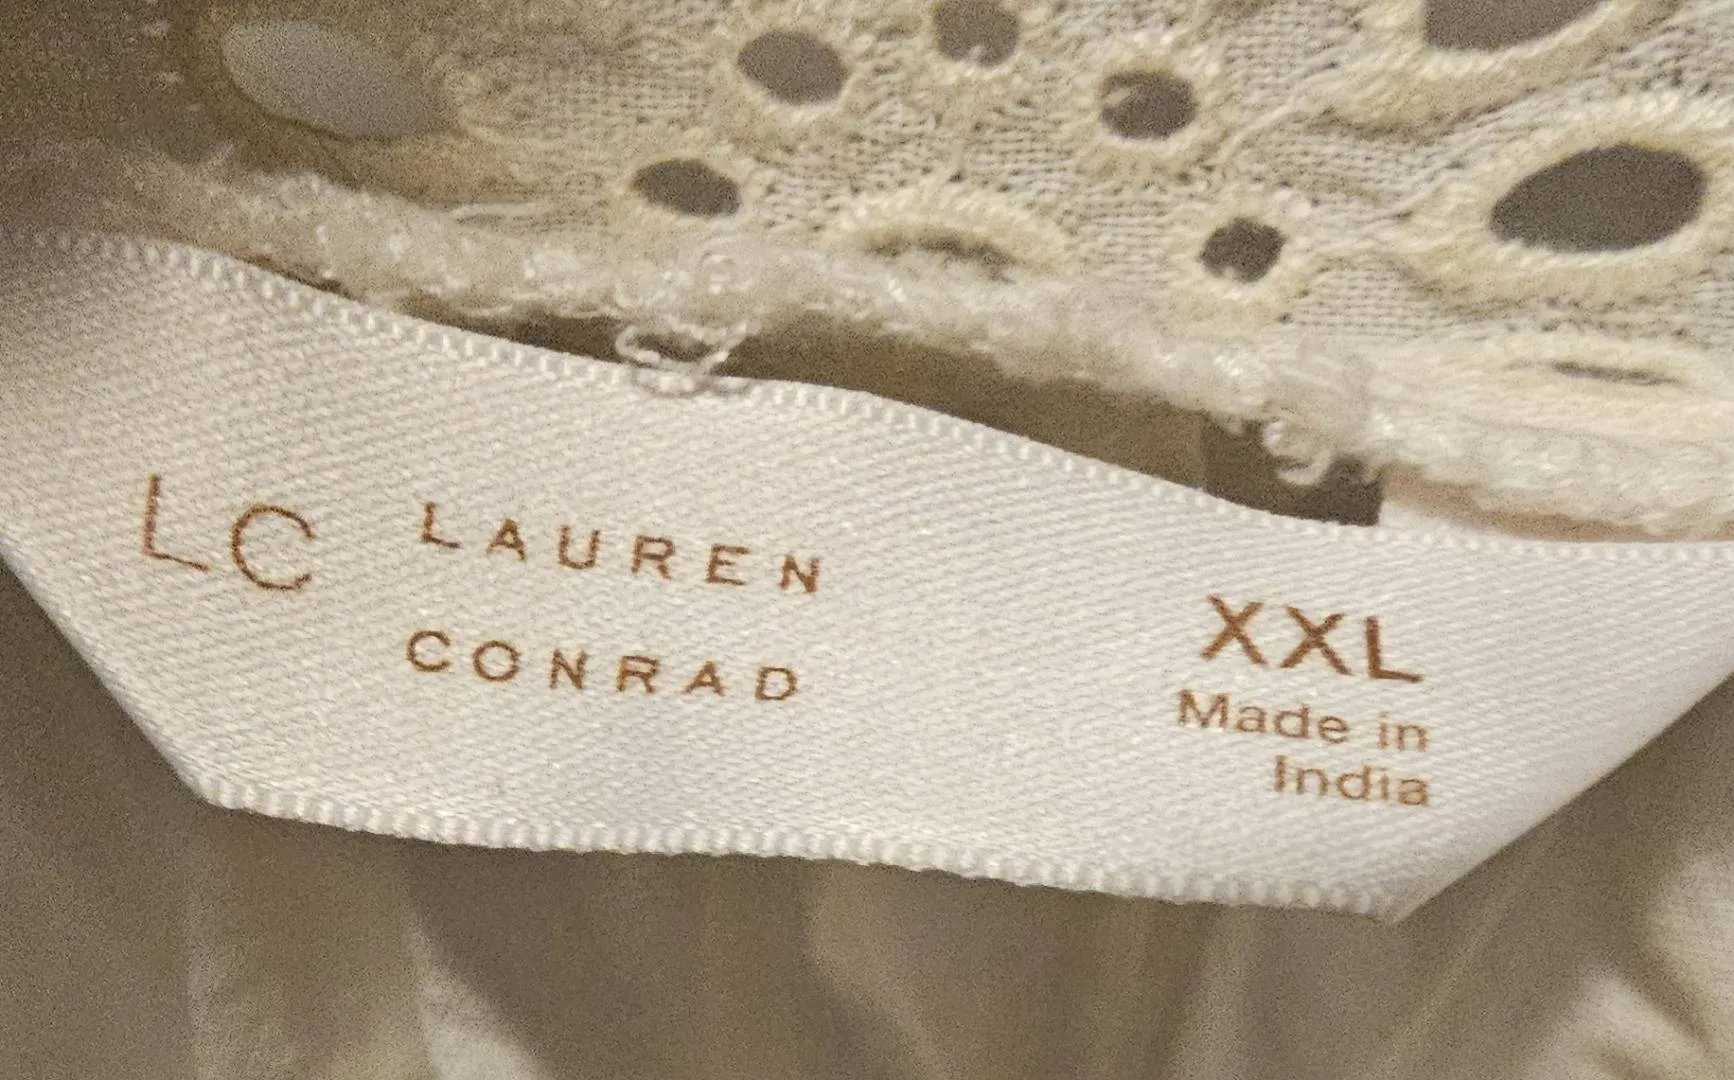 LC
LAUREN
CONRAD
XXL
Made in
India